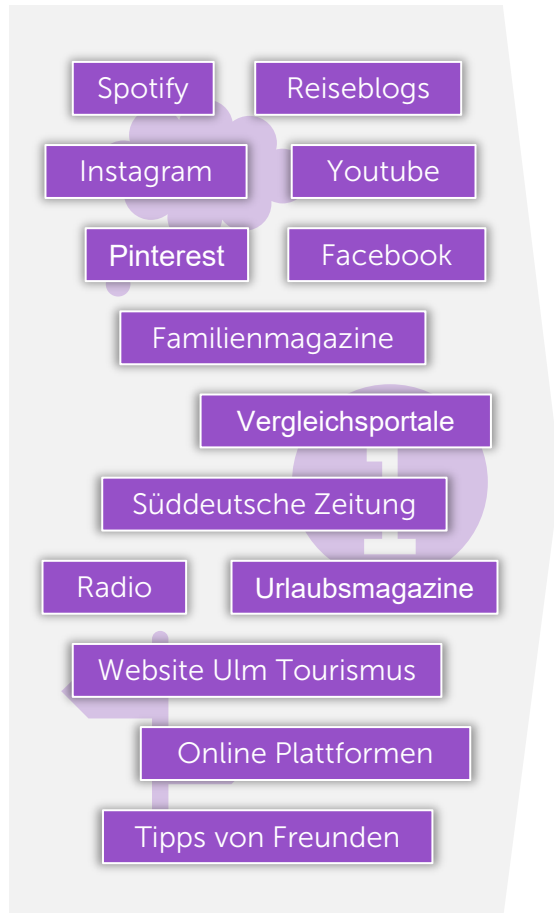 Spotify
Reiseblogs
Instagram
Youtube
Pinterest
Facebook
Familienmagazine
Vergleichsportale
Süddeutsche Zeitung
Radio
Urlaubsmagazine
Website Ulm Tourismus
Online Plattformen
Tipps von Freunden